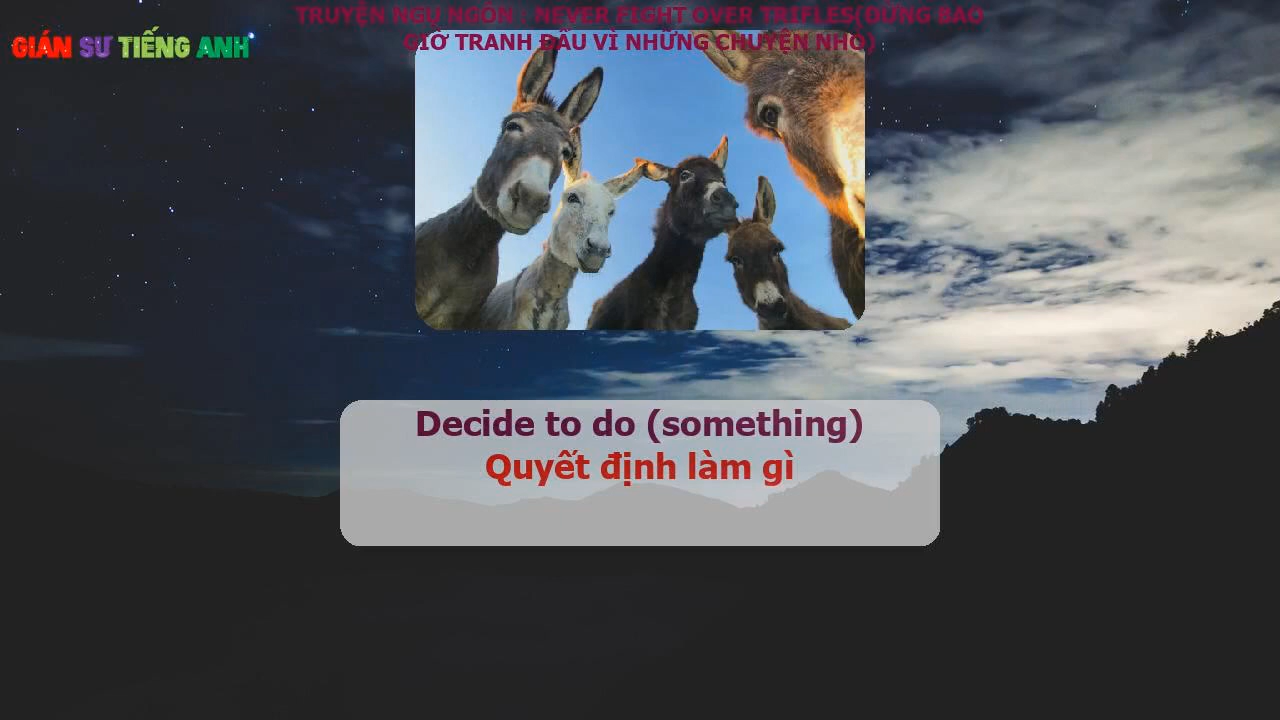 TRUYỆN NGỤ NGÔN : NEVER FIGHT OVER TRIFLES(ĐỪNG BAO
GIỜ TRANH ĐẤU VÌ NHỮNG CHUYỆN NHỎ)
GIÁN SƯ TIẾNG ANH
Decide to do (something)
Quyết định làm gì